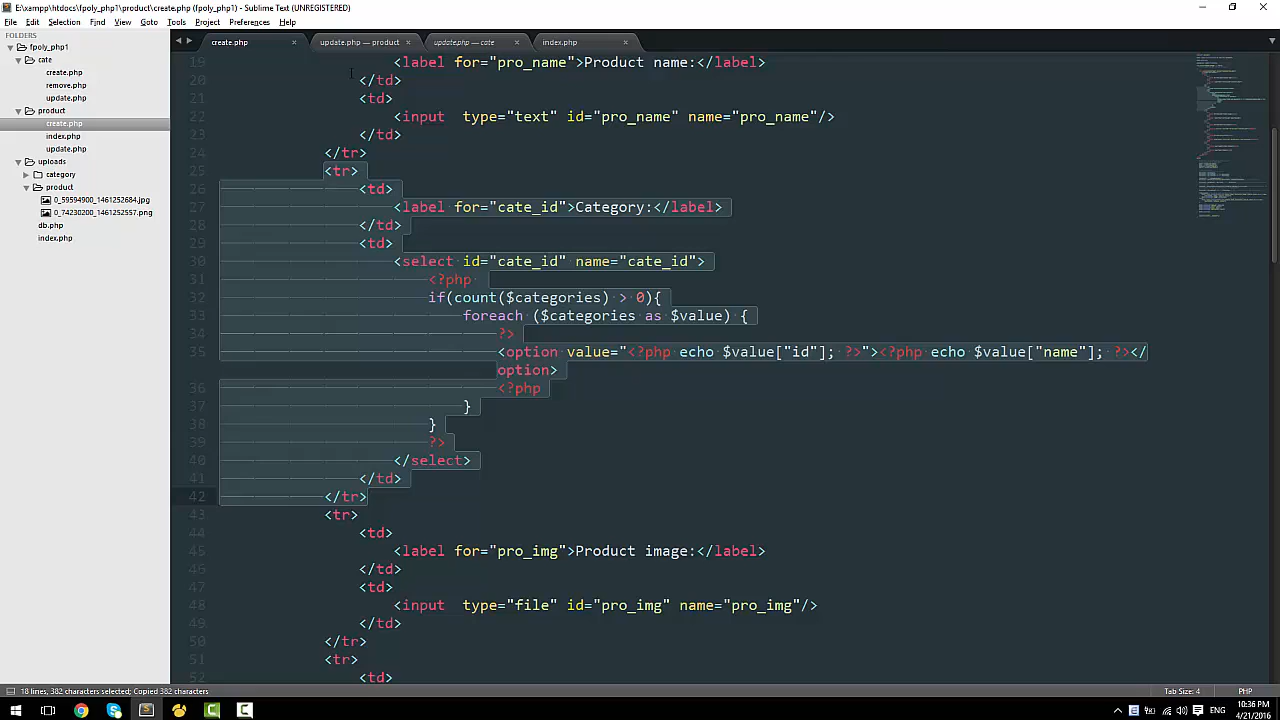 E:\xampp\htdocs\fpoly_php1\product\create.php (fpoly_php1) - Sublime Text (UNREGISTERED)
File Edit Selection Find View Goto Tools Project Preferences Help
FOLDERS
fpoly_php1
cate
create.php
remove.php
update.php
product
create.php
index.php
update.php
uploads
category
product
0_59594900_1461252684.jpg
0_74230200_1461252557.png
db.php
index.php
create.php
update.php — product
update.php — cate
index.php
19 <label for="pro_name">Product name:</label>
20 </td>
21 <td>
22 <input type="text" id="pro_name" name="pro_name"/>
23 </td>
24 </tr>
25 <tr>
26 <td>
27 <label for="cate_id">Category:</label>
28 </td>
29 <td>
30 <select id="cate_id" name="cate_id">
31 <?php
32 if(count($categories) > 0){
33 foreach ($categories as $value) {
34 ?>
35 <option value="<?php echo $value["id"]; ?>"><?php echo $value["name"]; ?></
option>
36 <?php
37 }
38 }
39 ?>
40 </select>
41 </td>
42 </tr>
43 <tr>
44 <td>
45 <label for="pro_img">Product image:</label>
46 </td>
47 <td>
48 <input type="file" id="pro_img" name="pro_img"/>
49 </td>
50 </tr>
51 <tr>
52 <td>
18 lines, 382 characters selected; Copied 382 characters
Tab Size: 4
PHP
ENG
10:36 PM
4/21/2016